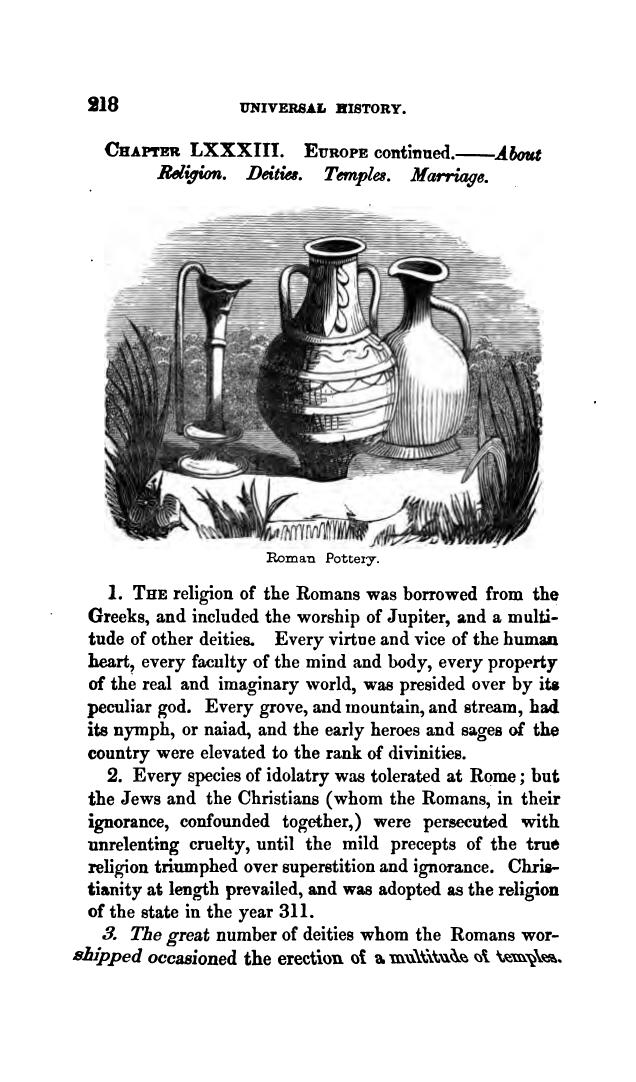 218 UNIVERSAL HISTORY.
CHAPTER LXXXIII. EUROPE continued.——About
Religion. Deities. Temples. Marriage.
Roman Pottery.
1. THE religion of the Romans was borrowed from the
Greeks, and included the worship of Jupiter, and a multi-
tude of other deities. Every virtue and vice of the human
heart, every faculty of the mind and body, every property
of the real and imaginary world, was presided over by its
peculiar god. Every grove, and mountain, and stream, had
its nymph, or naiad, and the early heroes and sages of the
country were elevated to the rank of divinities.
2. Every species of idolatry was tolerated at Rome; but
the Jews and the Christians (whom the Romans, in their
ignorance, confounded together,) were persecuted with
unrelenting cruelty, until the mild precepts of the true
religion triumphed over superstition and ignorance. Chris-
tianity at length prevailed, and was adopted as the religion
of the state in the year 311.
3. The great number of deities whom the Romans wor-
shipped occasioned the erection of a multitude of temples.